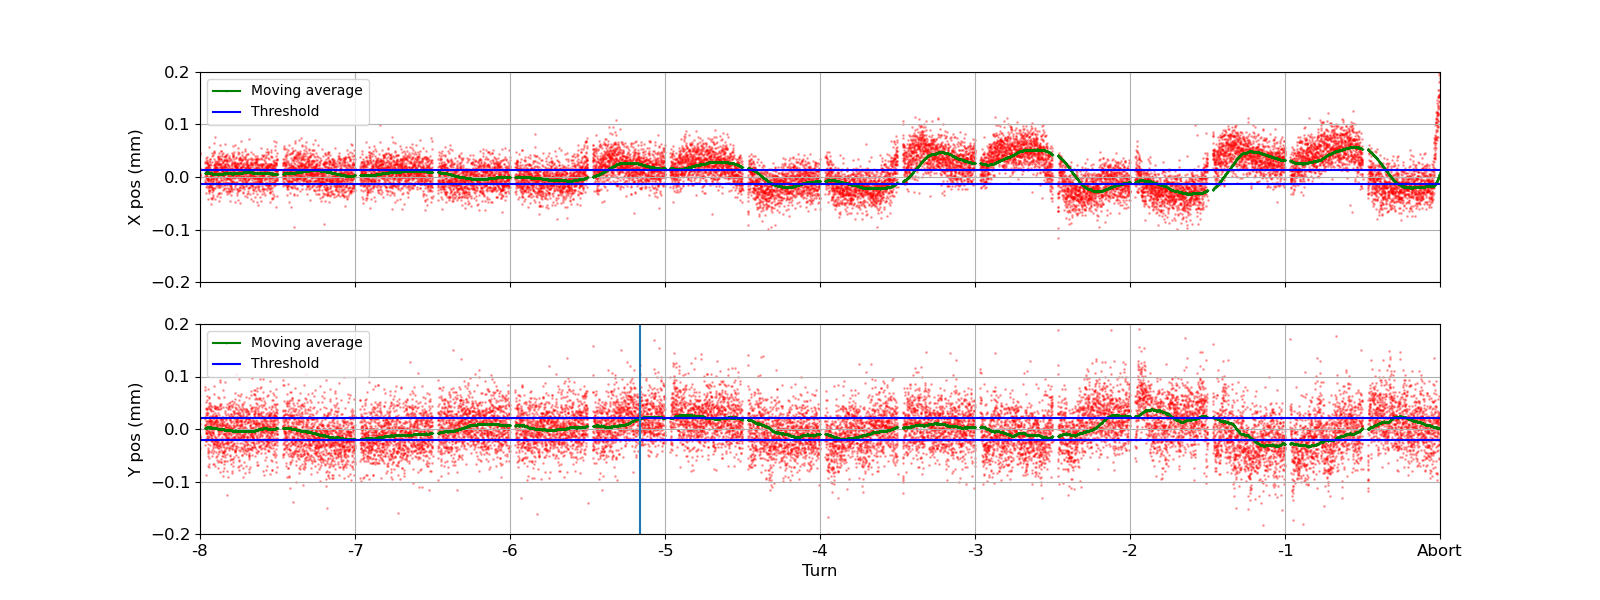 0.2
0.1
0.0
−0.1
−0.2
X pos (mm)
Moving average
Threshold
0.2
0.1
0.0
−0.1
−0.2
Y pos (mm)
Moving average
Threshold
-8 -7 -6 -5 -4 -3 -2 -1 Abort
Turn